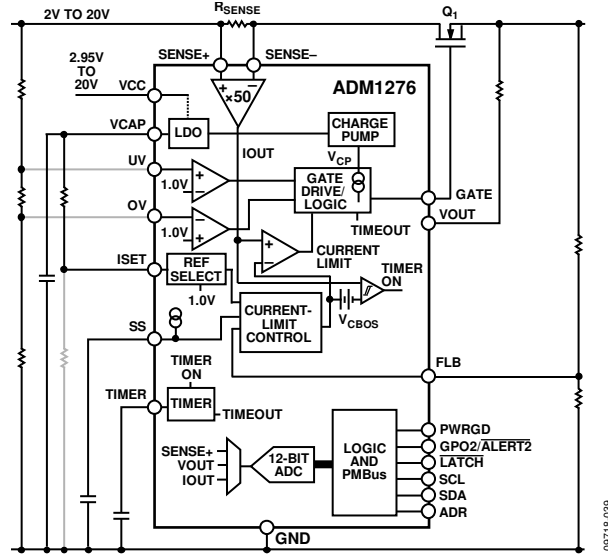 2V TO 20V
RSENSE
Q1
SENSE+
SENSE–
2.95V
TO
20V
VCC
ADM1276
+ –
×50
VCAP
LDO
CHARGE
PUMP
IOUT
VCP
UV
1.0V
+
–
GATE
DRIVE/
LOGIC
GATE
VOUT
OV
1.0V
–
+
TIMEOUT
+
–
CURRENT
LIMIT
ISET
REF
SELECT
1.0V
TIMER
ON
VCBOS
SS
CURRENT-
LIMIT
CONTROL
FLB
TIMER
ON
TIMER
TIMER
TIMEOUT
SENSE+
VOUT
IOUT
12-BIT
ADC
LOGIC
AND
PMBus
PWRGD
GPO2/ALERT2
LATCH
SCL
SDA
ADR
GND
09718-029